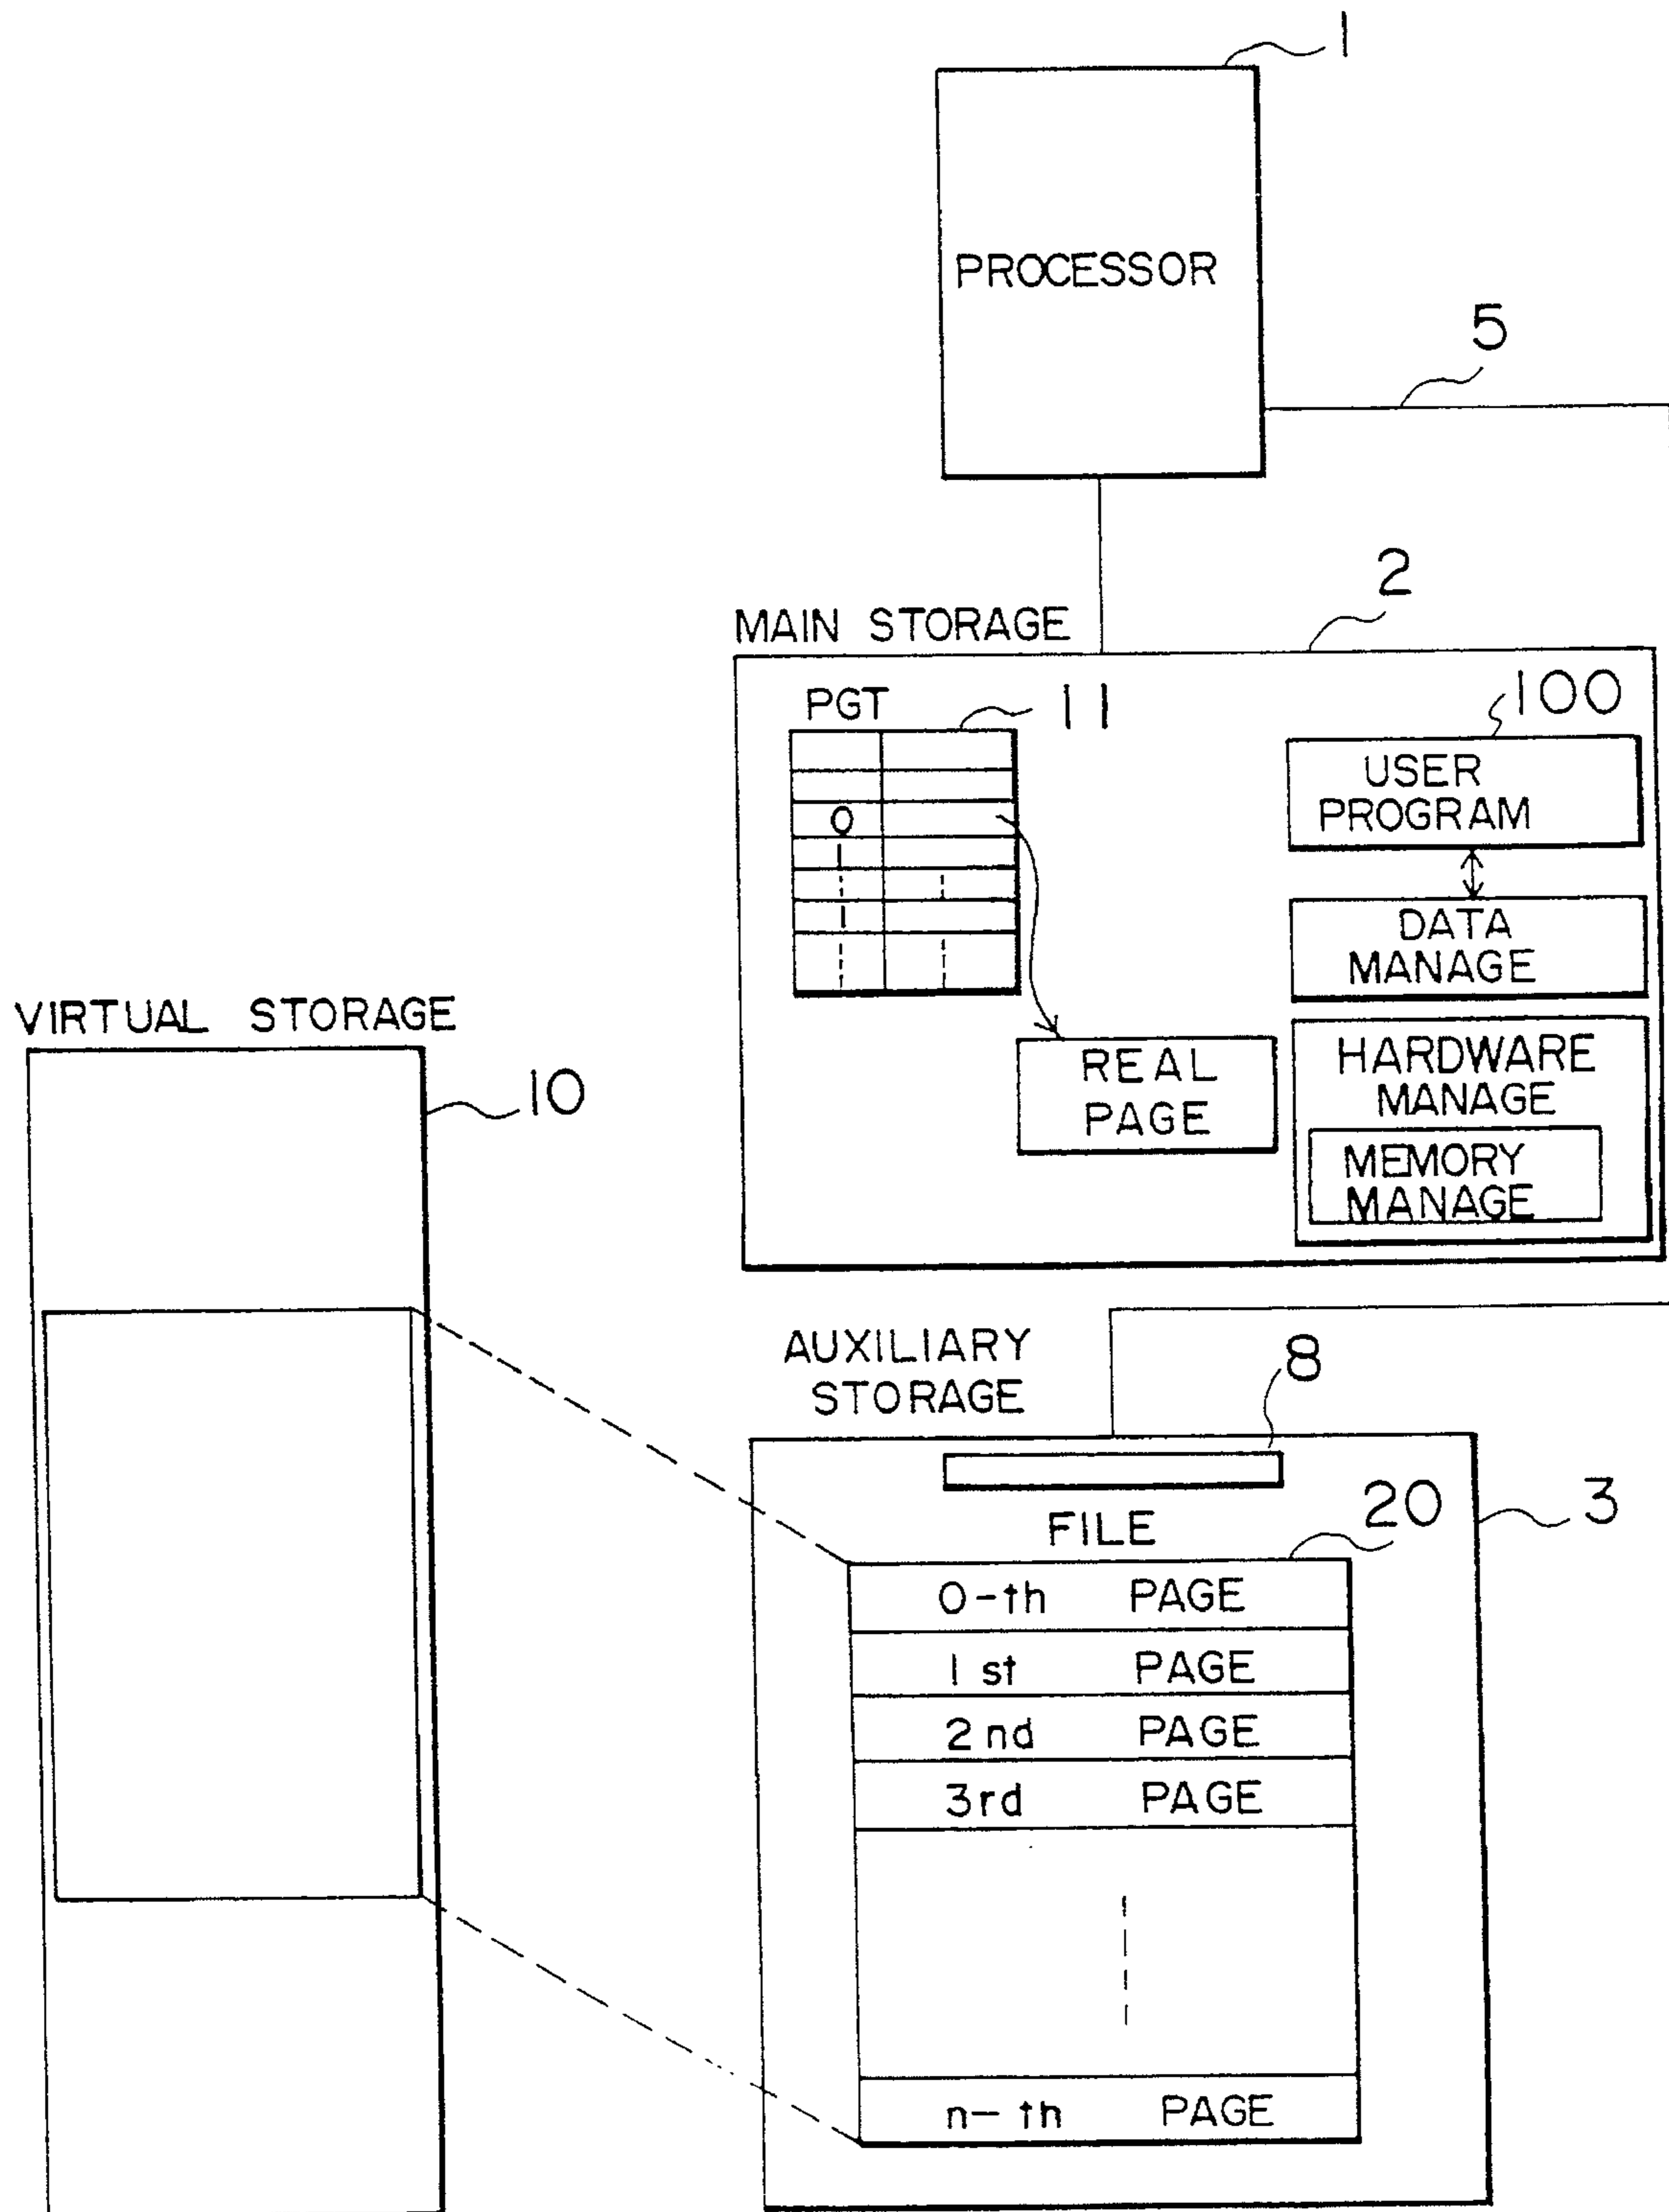 1
PROCESSOR
5
2
MAIN STORAGE
PGT
11
100
USER
PROGRAM
0
1
1
DATA
MANAGE
VIRTUAL STORAGE
10
REAL
PAGE
HARDWARE
MANAGE
MEMORY
MANAGE
AUXILIARY
STORAGE
8
3
FILE
20
0-th PAGE
1 st PAGE
2 nd PAGE
3rd PAGE
n-th PAGE